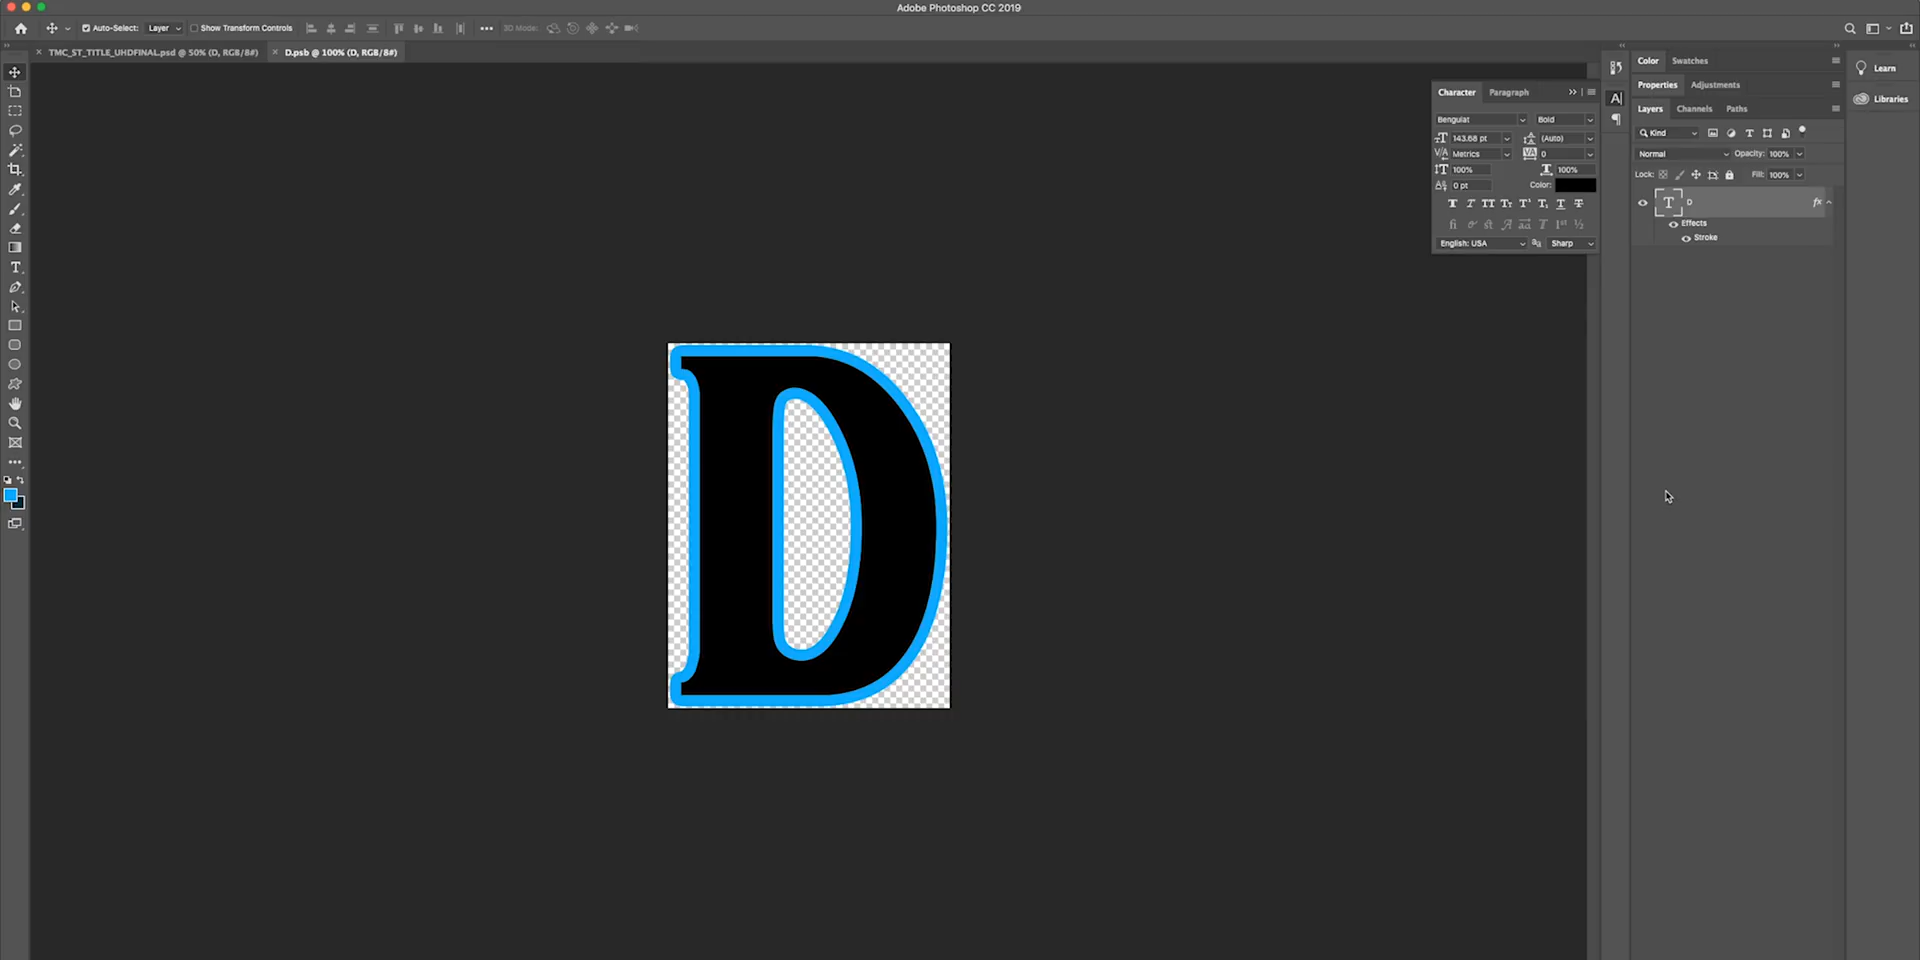 Adobe Photoshop CC 2019
Auto-Select: Layer Show Transform Controls 3D Mode:
TMC_ST_TITLE_UHDFINAL.psd @ 50% (D, RGB/8#) D.psb @ 100% (D, RGB/8#)
Color Swatches
Learn
Properties Adjustments
Character Paragraph
Libraries
Layers Channels Paths
Benguiat Bold
Kind
143.68 pt (Auto)
Metrics 0
Normal Opacity: 100%
100% 100%
Lock: Fill: 100%
0 pt Color:
T D fx
Effects
Stroke
English: USA Sharp
D